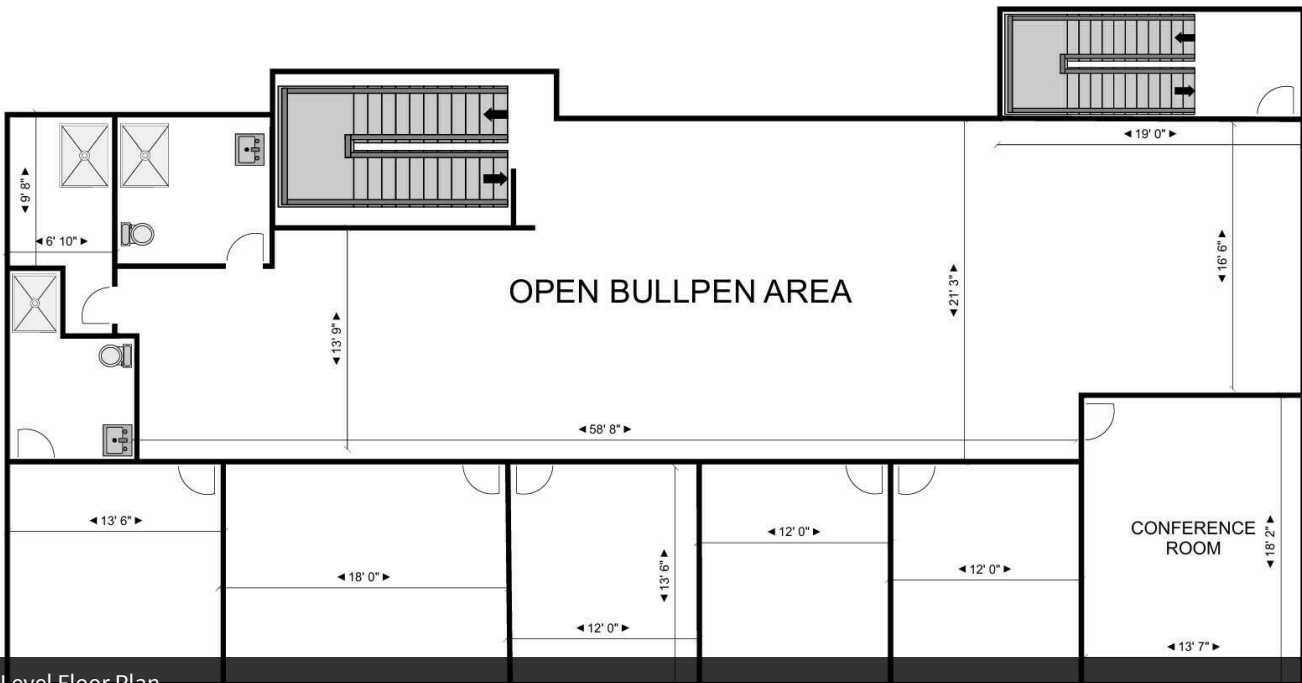 ◄ 19' 0" ►
◄ 9' 8" ►
◄ 6' 10" ►
◄ 16' 6" ►
◄ 21' 3" ►
OPEN BULLPEN AREA
◄ 13' 9" ►
◄ 58' 8" ►
◄ 13' 6" ►
◄ 18' 0" ►
◄ 12' 0" ►
◄ 13' 6" ►
◄ 12' 0" ►
◄ 12' 0" ►
CONFERENCE
ROOM
◄ 18' 2" ►
◄ 13' 7" ►
Level Floor Plan